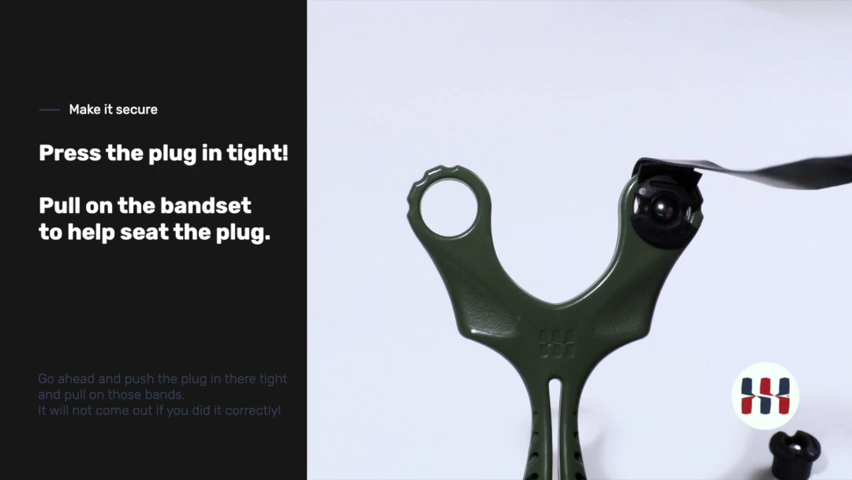 Make it secure
Press the plug in tight!
Pull on the bandset
to help seat the plug.
Go ahead and push the plug in there tight
and pull on those bands.
It will not come out if you did it correctly!